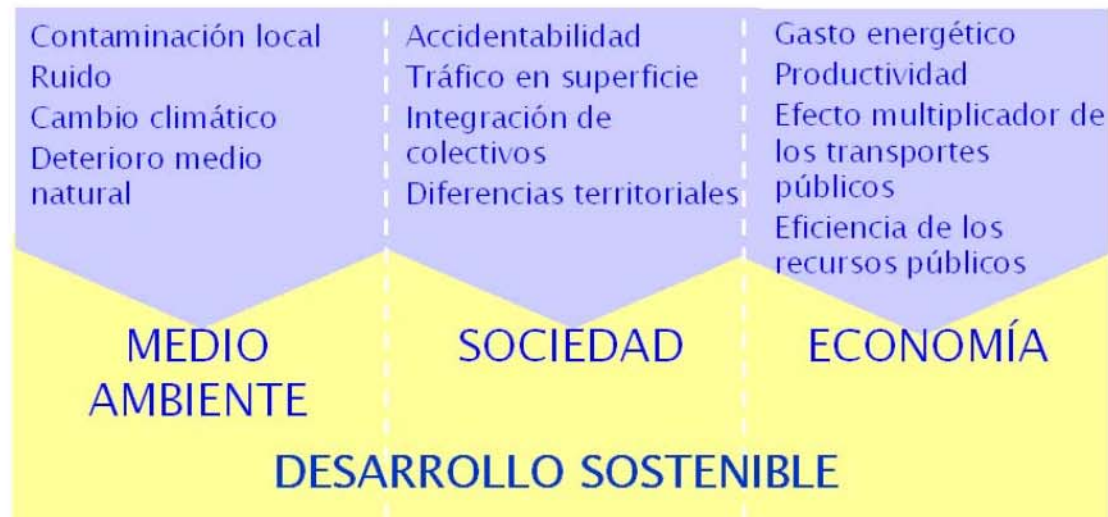 Contaminación local
Ruido
Cambio climático
Deterioro medio
natural
MEDIO
AMBIENTE
Accidentabilidad
Tráfico en superficie
Integración de
colectivos
Diferencias territoriales
SOCIEDAD
Gasto energético
Productividad
Efecto multiplicador de
los transportes
públicos
Eficiencia de los
recursos públicos
ECONOMÍA
DESARROLLO SOSTENIBLE